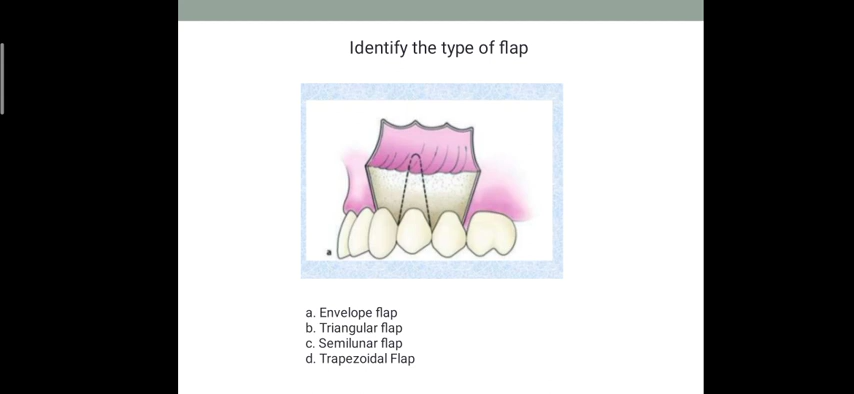 Identify the type of flap
a
a. Envelope flap
b. Triangular flap
c. Semilunar flap
d. Trapezoidal Flap